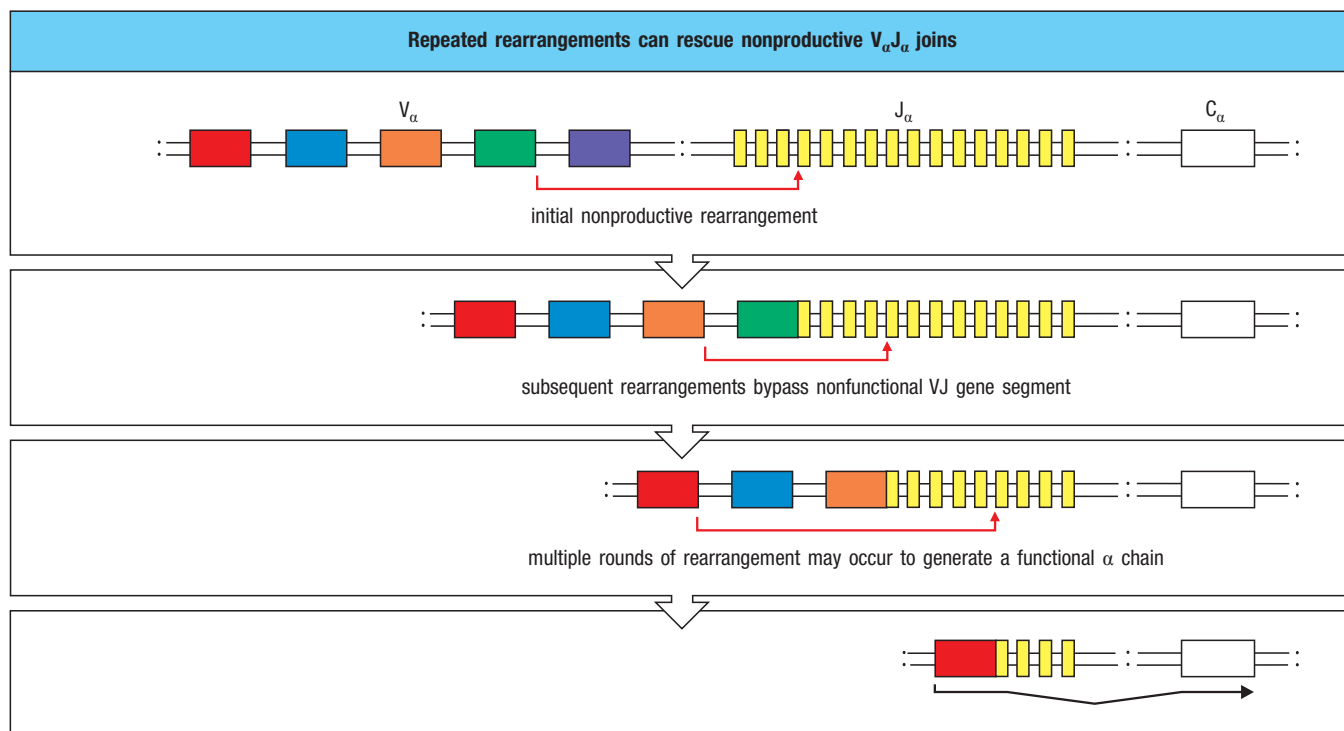 Repeated rearrangements can rescue nonproductive VαJα joins
Vα
Jα
Cα
initial nonproductive rearrangement
subsequent rearrangements bypass nonfunctional VJ gene segment
multiple rounds of rearrangement may occur to generate a functional α chain